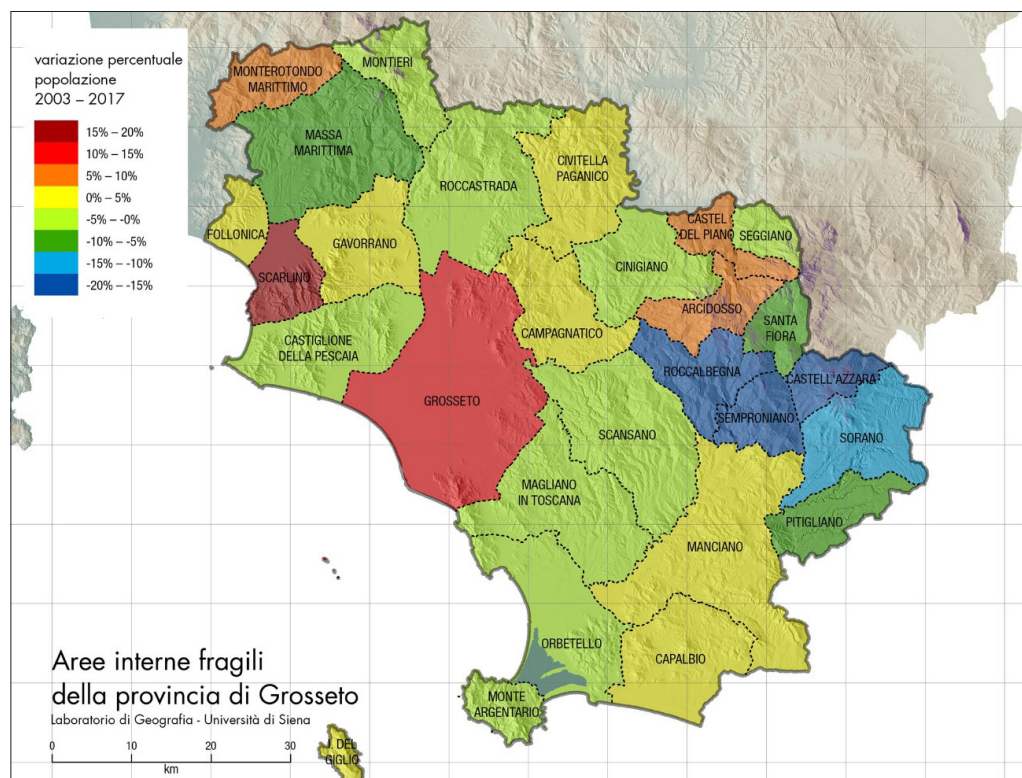 variazione percentuale
popolazione
2003 – 2017
15% – 20%
10% – 15%
5% – 10%
0% – 5%
-5% – -0%
-10% – -5%
-15% – -10%
-20% – -15%
MONTIERI
MONTEROTONDO
MARITTIMO
MASSA
MARITTIMA
ROCCASTRADA
CIVITELLA
PAGANICO
FOLLONICA
GAVORRANO
SCARLINO
CASTEL
DEL PIANO
SEGGIANO
CINIGIANO
ARCIDOSSO
SANTA
FIORA
CASTIGLIONE
DELLA PESCAIA
CAMPAGNATICO
ROCCALBEGNA
CASTELL'AZZARA
GROSSETO
SEMPRONIANO
SCANSANO
SORANO
MAGLIANO
IN TOSCANA
PITIGLIANO
MANCIANO
ORBETELLO
CAPALBIO
MONTE
ARGENTARIO
I. DEL
GIGLIO
Aree interne fragili
della provincia di Grosseto
Laboratorio di Geografia - Università di Siena
0 10 20 30
km